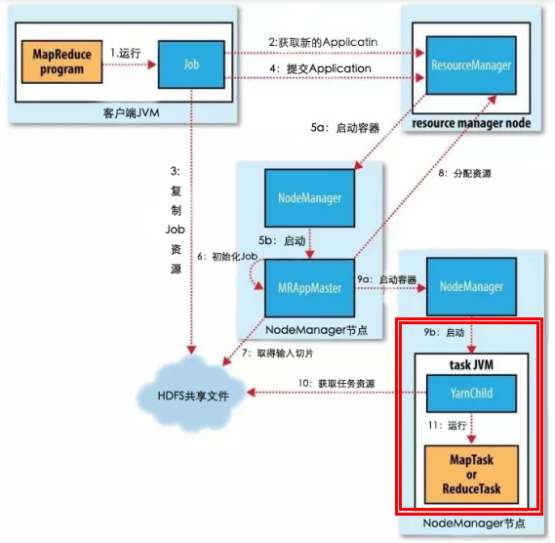 MapReduce
program
1.运行
Job
客户端JVM
2:获取新的Applicatin
4: 提交Application
ResourceManager
resource manager node
3:
复
制
Job
资
源
5a: 启动容器
8: 分配资源
NodeManager
5b: 启动
6: 初始化Job
MRAppMaster
NodeManager节点
9a: 启动容器
NodeManager
9b: 启动
7: 取得输入切片
HDFS共享文件
10: 获取任务资源
task JVM
YarnChild
11: 运行
MapTask
or
ReduceTask
NodeManager节点